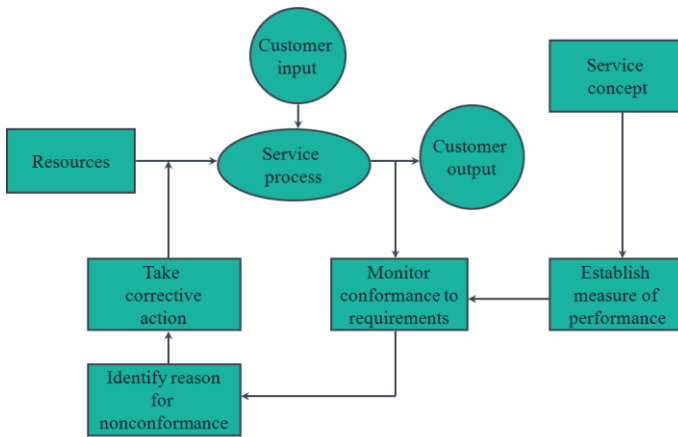 Customer
input
Service
concept
Resources
Service
process
Customer
output
Take
corrective
action
Monitor
conformance to
requirements
Establish
measure of
performance
Identify reason
for
nonconformance